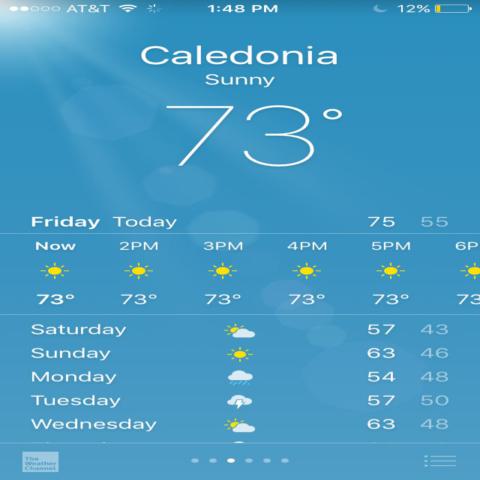 AT&T 1:48 PM 12%
Caledonia
Sunny
73°
Friday Today 75 55
Now 2PM 3PM 4PM 5PM 6P
73° 73° 73° 73° 73° 73
Saturday 57 43
Sunday 63 46
Monday 54 48
Tuesday 57 50
Wednesday 63 48
The
Weather
Channel